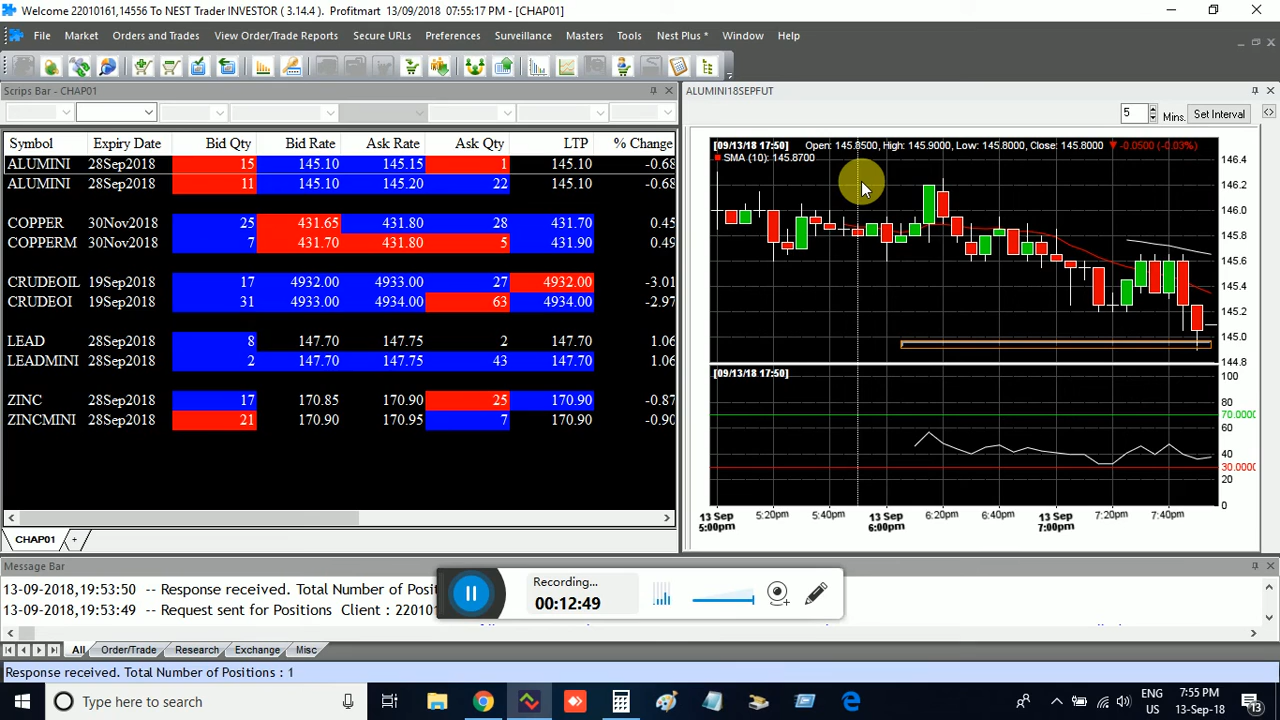 Welcome 22010161,14556 To NEST Trader INVESTOR ( 3.14.4 ). Profitmart 13/09/2018 07:55:17 PM - [CHAP01]
File Market Orders and Trades View Order/Trade Reports Secure URLs Preferences Surveillance Masters Tools Nest Plus * Window Help
Scrips Bar - CHAP01
ALUMINI18SEPFUT
5 Mins. Set Interval
Symbol Expiry Date Bid Qty Bid Rate Ask Rate Ask Qty LTP % Change
ALUMINI 28Sep2018 15 145.10 145.15 1 145.10 -0.68
ALUMINI 28Sep2018 11 145.10 145.20 22 145.10 -0.68
COPPER 30Nov2018 25 431.65 431.80 28 431.70 0.45
COPPERM 30Nov2018 7 431.70 431.80 5 431.90 0.49
CRUDEOIL 19Sep2018 17 4932.00 4933.00 27 4932.00 -3.01
CRUDEOI 19Sep2018 31 4933.00 4934.00 63 4934.00 -2.97
LEAD 28Sep2018 8 147.70 147.75 2 147.70 1.06
LEADMINI 28Sep2018 2 147.70 147.75 43 147.70 1.06
ZINC 28Sep2018 17 170.85 170.90 25 170.90 -0.87
ZINCMINI 28Sep2018 21 170.90 170.95 7 170.90 -0.90
[09/13/18 17:50] Open: 145.8500, High: 145.9000, Low: 145.8000, Close: 145.8000 ▼ -0.0500 (-0.03%)
SMA (10): 145.8700
146.4
146.2
146.0
145.8
145.6
145.4
145.2
145.0
144.8
[09/13/18 17:50]
100
80
70.0000
60
40
30.0000
20
0
13 Sep 5:00pm 5:20pm 5:40pm 13 Sep 6:00pm 6:20pm 6:40pm 13 Sep 7:00pm 7:20pm 7:40pm
CHAP01 +
Message Bar
13-09-2018,19:53:50 -- Response received. Total Number of Posit
13-09-2018,19:53:49 -- Request sent for Positions Client : 22010
Recording...
00:12:49
All Order/Trade Research Exchange Misc
Response received. Total Number of Positions : 1
Type here to search
ENG
US
7:55 PM
13-Sep-18
13